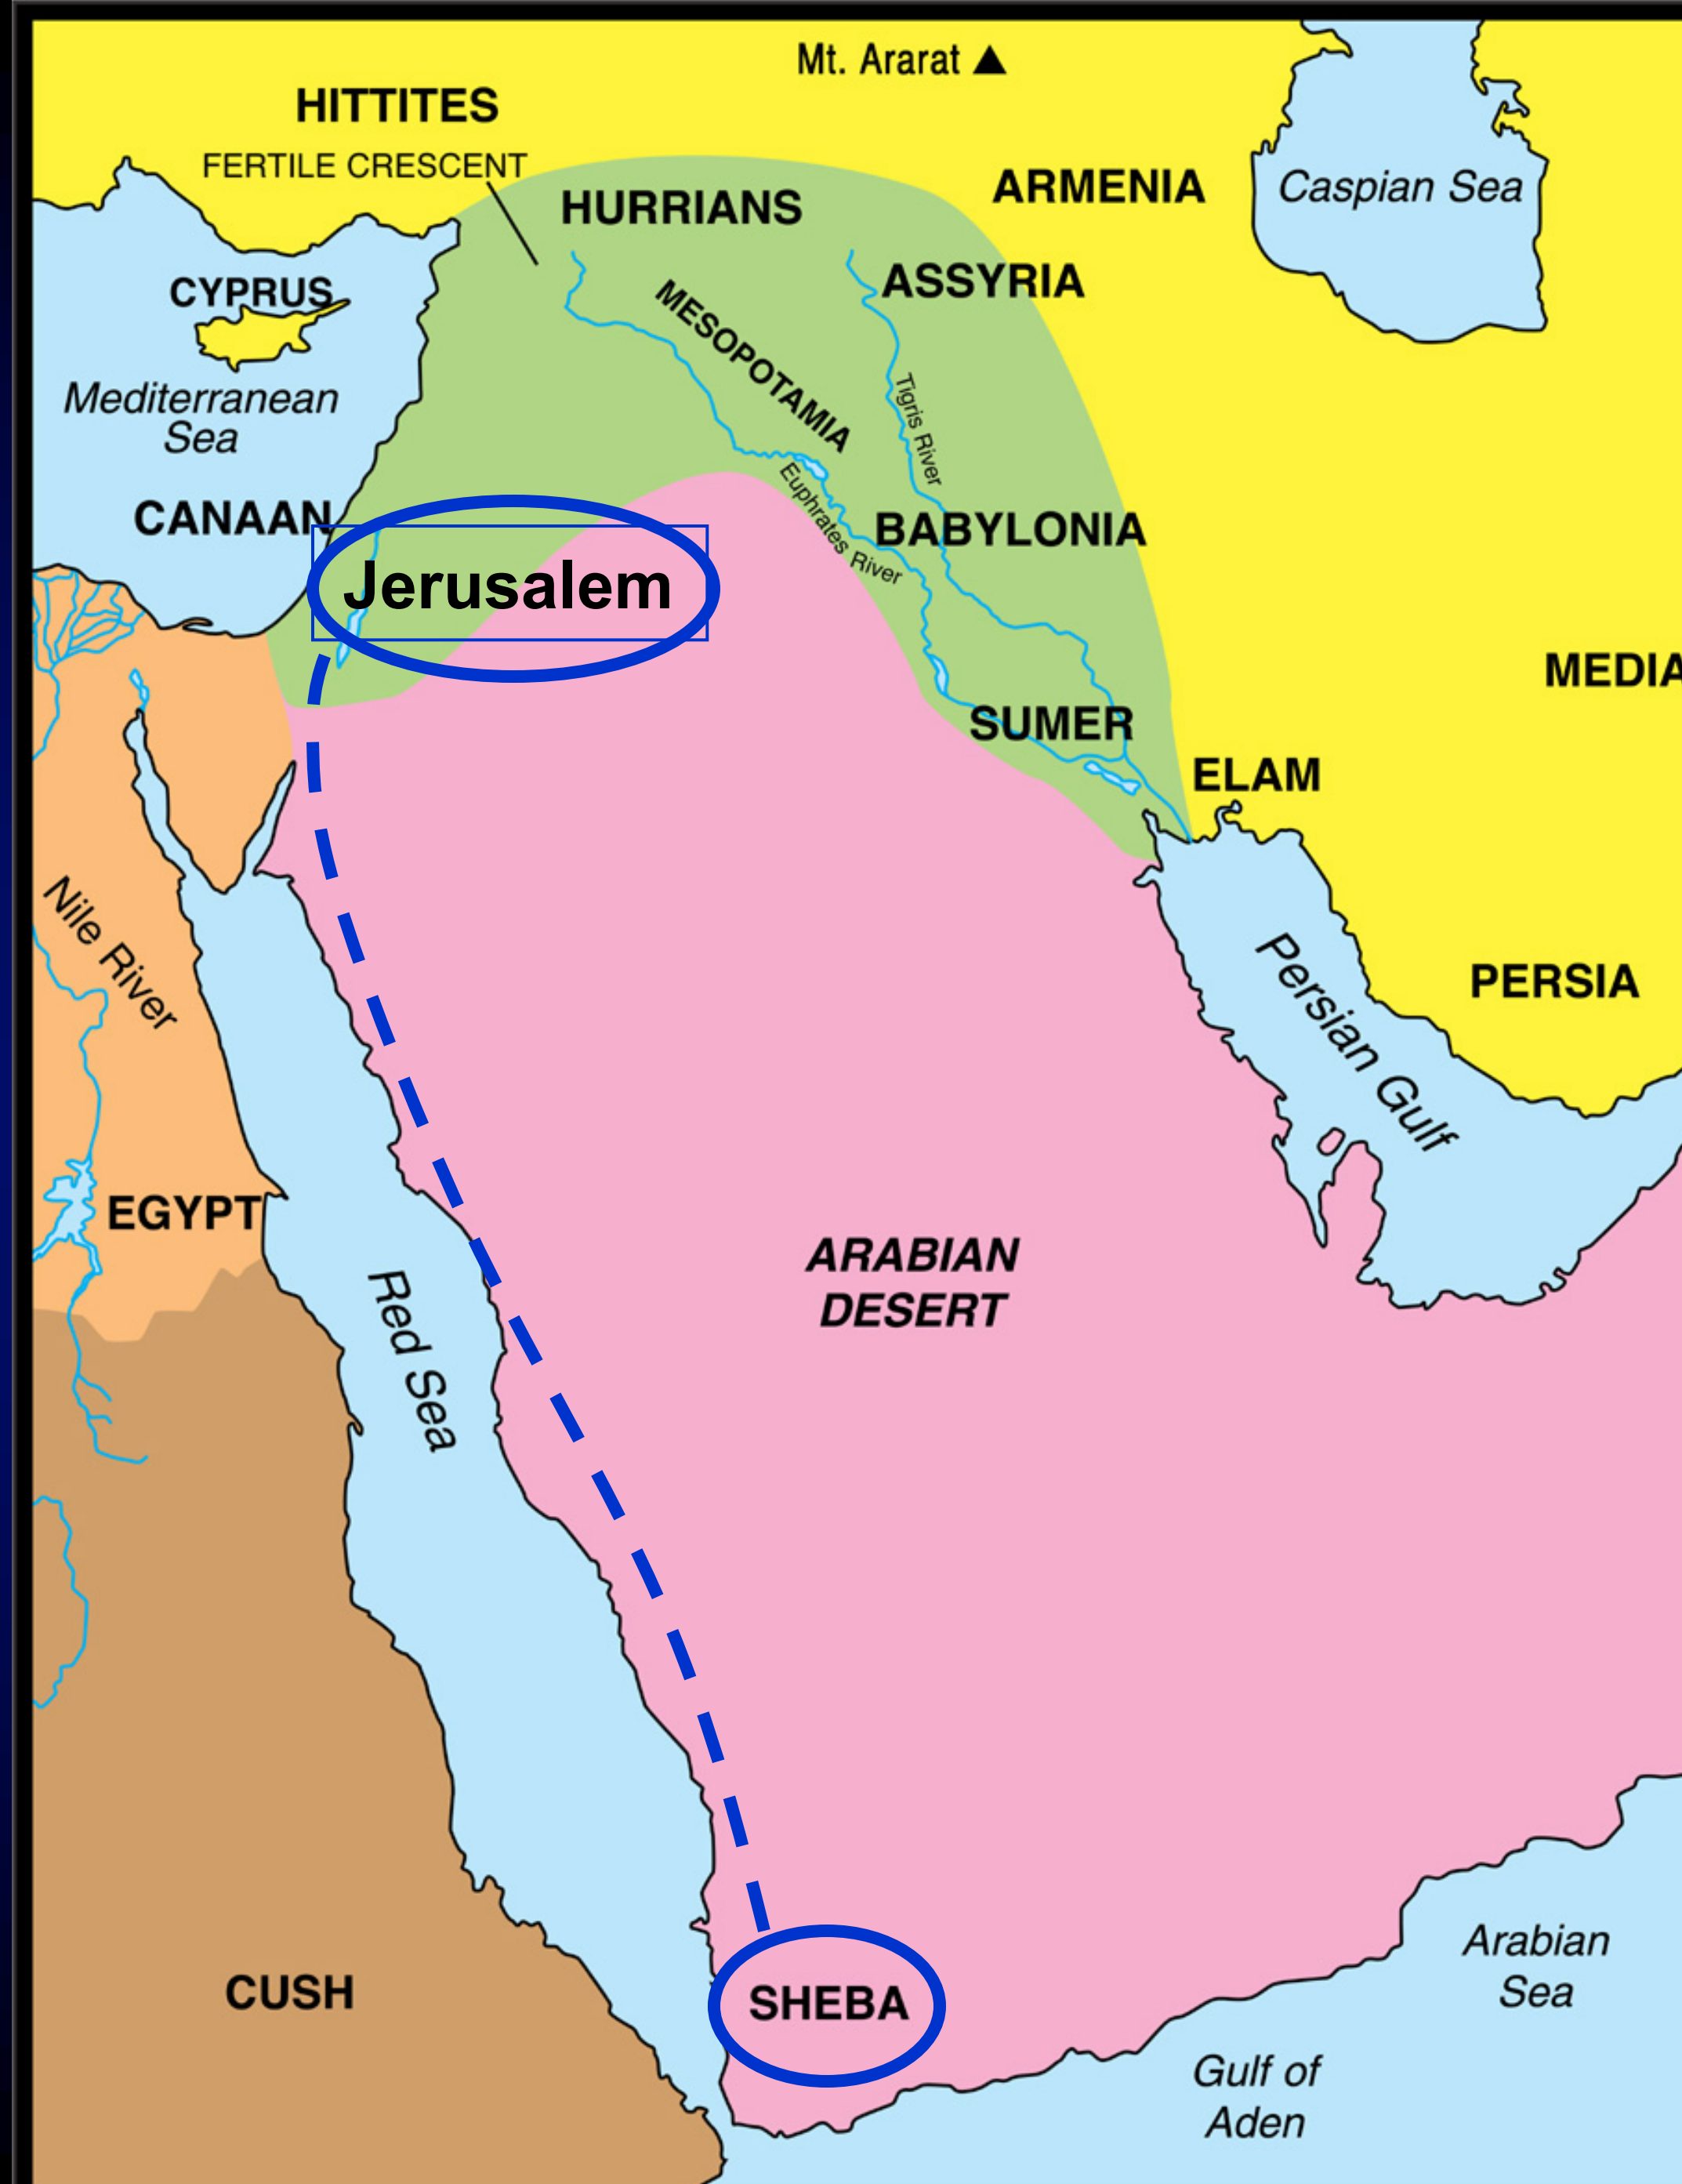 Mt. Ararat
HITTITES
FERTILE CRESCENT
HURRIANS
ARMENIA
Caspian Sea
ASSYRIA
CYPRUS
MESOPOTAMIA
Mediterranean
Sea
Tigris River
CANAAN
Euphrates River
BABYLONIA
Jerusalem
MEDIA
SUMER
ELAM
Nile River
Persian Gulf
PERSIA
EGYPT
ARABIAN
DESERT
Red Sea
Arabian
Sea
CUSH
SHEBA
Gulf of
Aden